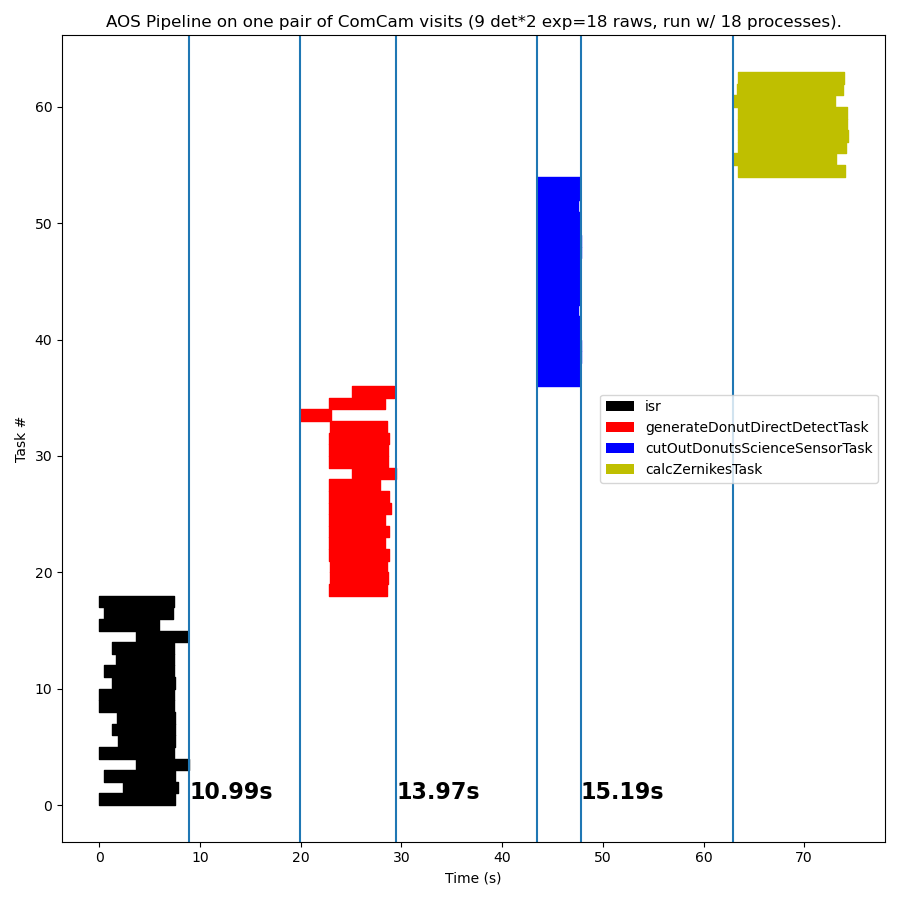 AOS Pipeline on one pair of ComCam visits (9 det*2 exp=18 raws, run w/ 18 processes).
60
50
40
30
20
10
0
Task #
isr
generateDonutDirectDetectTask
cutOutDonutsScienceSensorTask
calcZernikesTask
10.99s
13.97s
15.19s
0
10
20
30
40
50
60
70
Time (s)